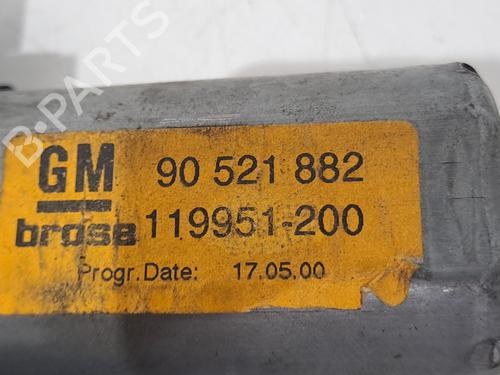 B-PARTS
GM 90 521 882
brose 119951-200
Progr.Date: 17.05.00